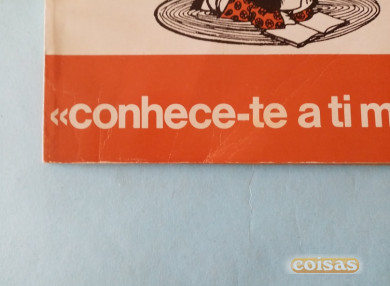 «conhece-te a ti m
coisas